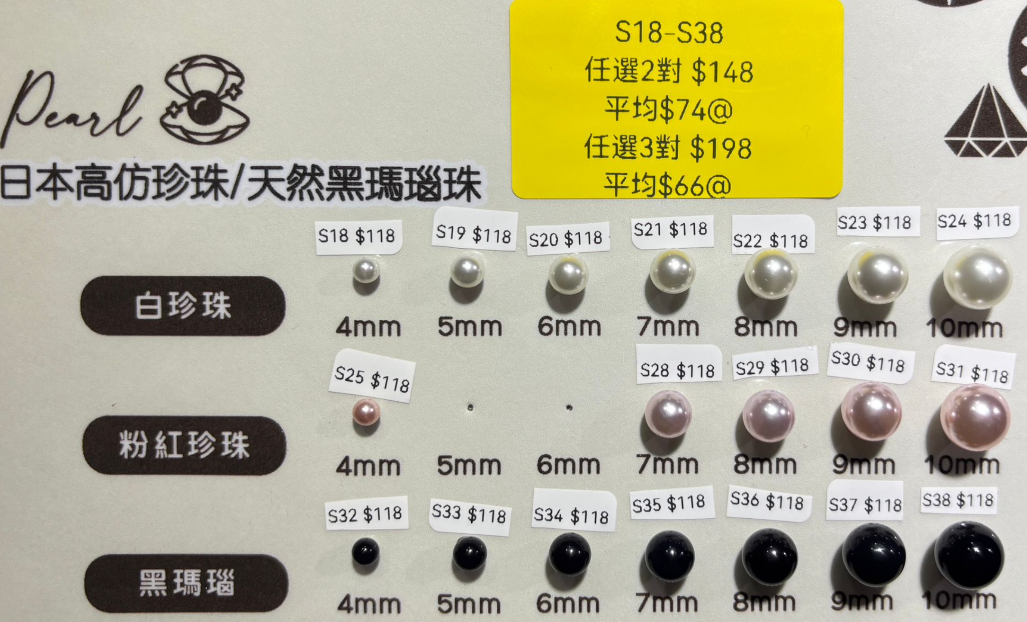 S18-S38
任選2對 $148
平均$74@
任選3對 $198
平均$66@
Pearl
日本高仿珍珠/天然黑瑪瑙珠
S18 $118 S19 $118 S20 $118 S21 $118 S22 $118 S23 $118 S24 $118
白珍珠
4mm 5mm 6mm 7mm 8mm 9mm 10mm
S25 $118 S28 $118 S29 $118 S30 $118 S31 $118
粉紅珍珠
4mm 5mm 6mm 7mm 8mm 9mm 10mm
S32 $118 S33 $118 S34 $118 S35 $118 S36 $118 S37 $118 S38 $118
黑瑪瑙
4mm 5mm 6mm 7mm 8mm 9mm 10mm